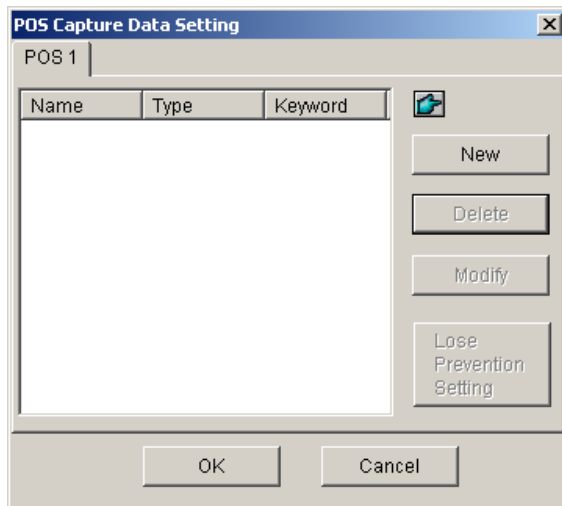 POS Capture Data Setting
POS 1
Name Type Keyword
New
Delete
Modify
Lose
Prevention
Setting
OK Cancel